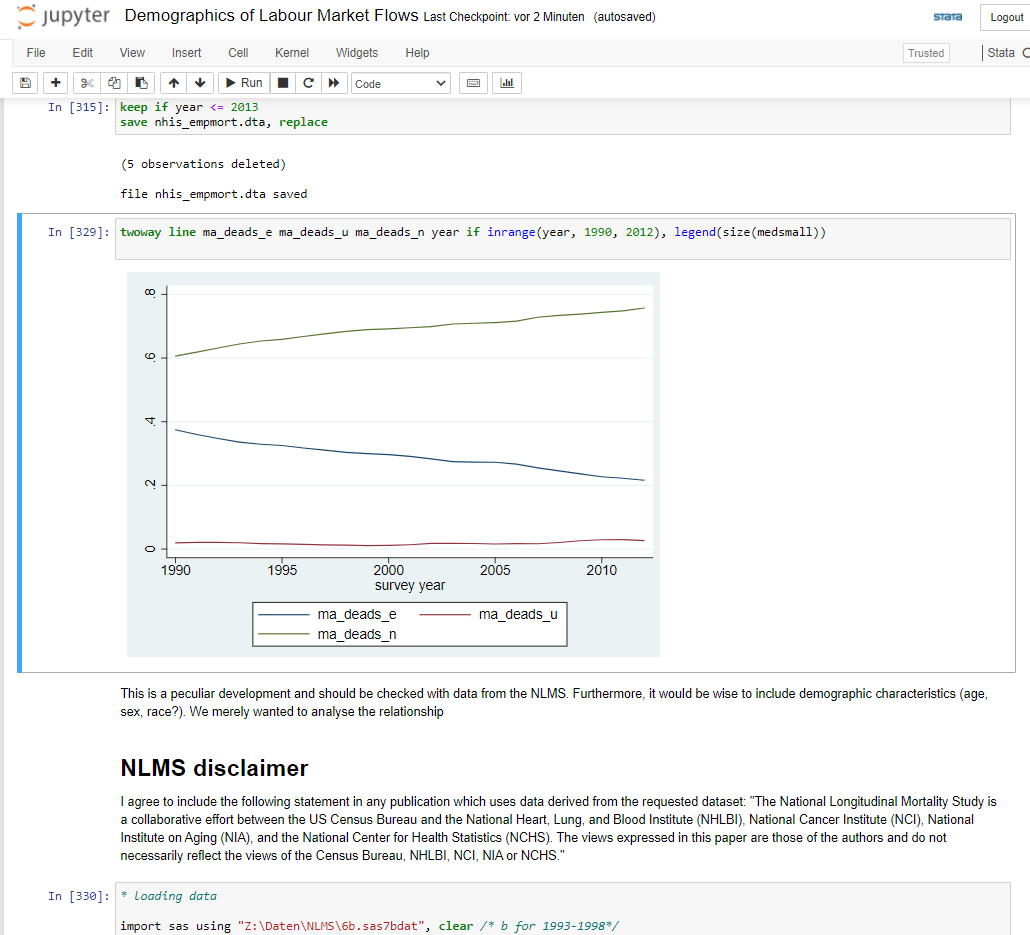 jupyter Demographics of Labour Market Flows Last Checkpoint: vor 2 Minuten (autosaved) stata Logout
File Edit View Insert Cell Kernel Widgets Help Trusted Stata
Run Code
In [315]: keep if year <= 2013
save nhis_empmort.dta, replace
(5 observations deleted)
file nhis_empmort.dta saved
In [329]: twoway line ma_deads_e ma_deads_u ma_deads_n year if inrange(year, 1990, 2012), legend(size(medsmall))
.8
.6
.4
.2
0
1990 1995 2000 2005 2010
survey year
ma_deads_e ma_deads_u
ma_deads_n
This is a peculiar development and should be checked with data from the NLMS. Furthermore, it would be wise to include demographic characteristics (age,
sex, race?). We merely wanted to analyse the relationship
NLMS disclaimer
I agree to include the following statement in any publication which uses data derived from the requested dataset: "The National Longitudinal Mortality Study is
a collaborative effort between the US Census Bureau and the National Heart, Lung, and Blood Institute (NHLBI), National Cancer Institute (NCI), National
Institute on Aging (NIA), and the National Center for Health Statistics (NCHS). The views expressed in this paper are those of the authors and do not
necessarily reflect the views of the Census Bureau, NHLBI, NCI, NIA or NCHS."
In [330]: * loading data
import sas using "Z:\Daten\NLMS\6b.sas7bdat", clear /* b for 1993-1998*/